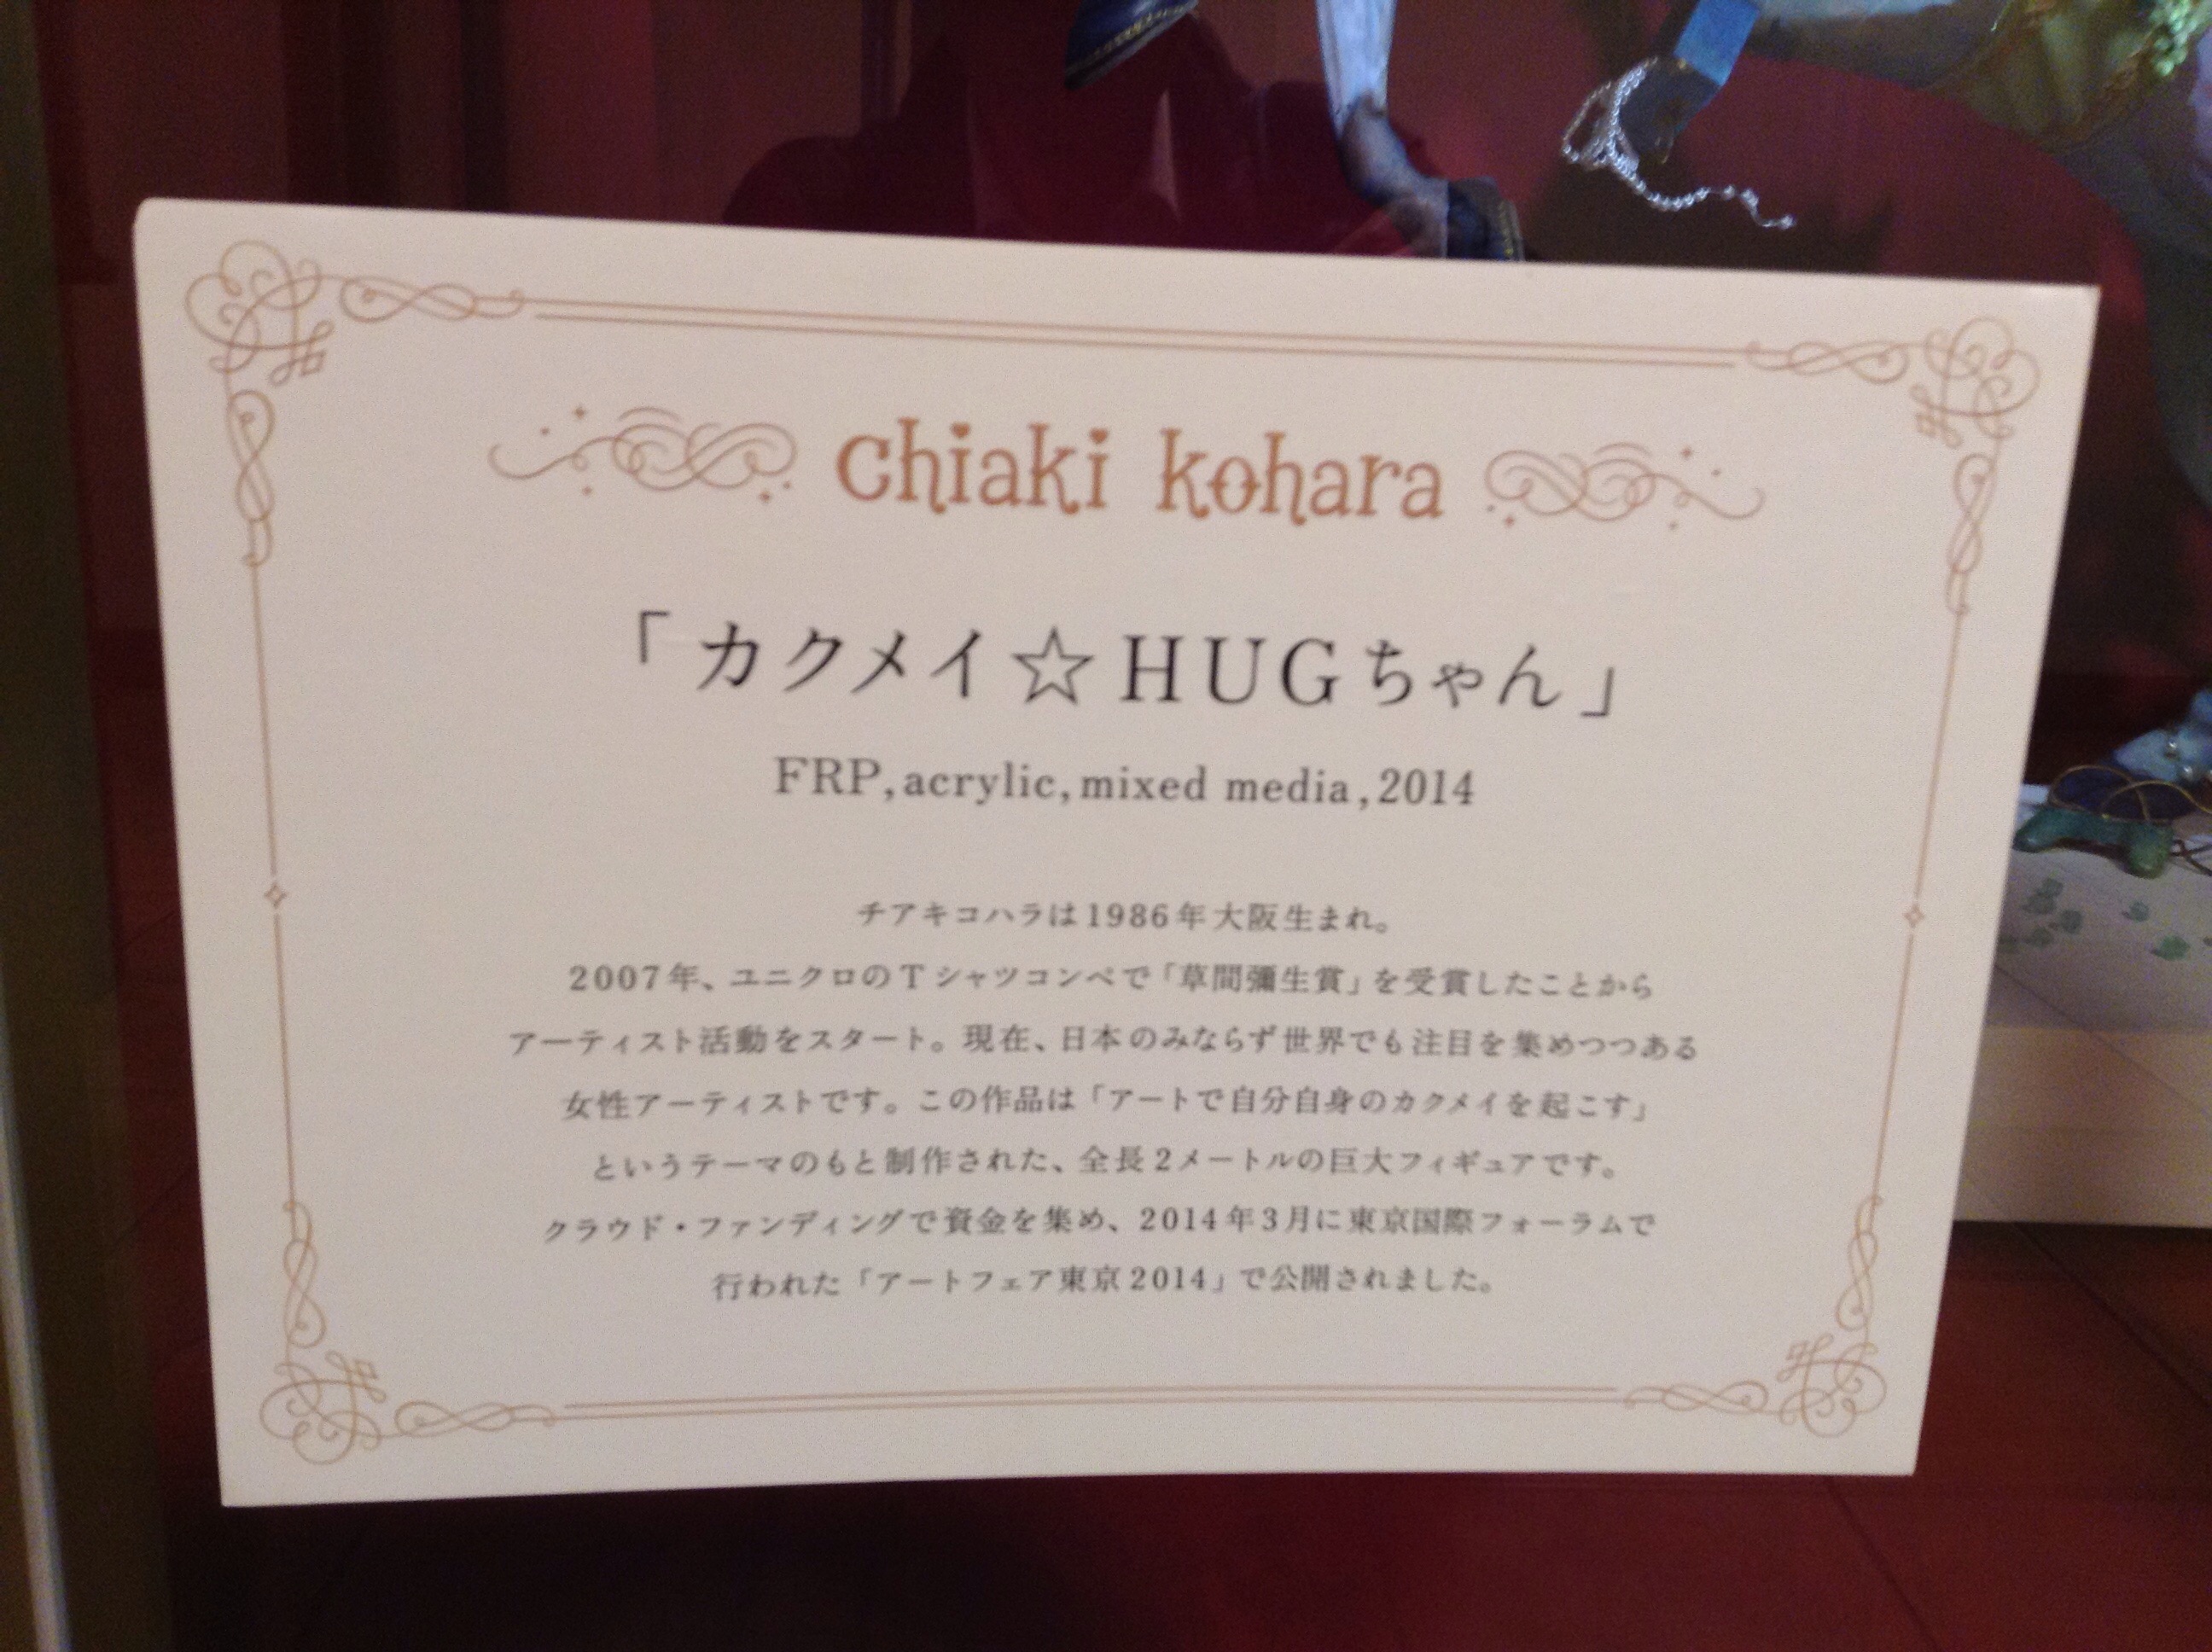 chiaki kohara
「カクメイ☆HUGちゃん」
FRP,acrylic,mixed media,2014
チアキコハラは1986年大阪生まれ。
2007年、ユニクロのTシャツコンペで「草間彌生賞」を受賞したことから
アーティスト活動をスタート。現在、日本のみならず世界でも注目を集めつつある
女性アーティストです。この作品は「アートで自分自身のカクメイを起こす」
というテーマのもと制作された、全長2メートルの巨大フィギュアです。
クラウド・ファンディングで資金を集め、2014年3月に東京国際フォーラムで
行われた「アートフェア東京2014」で公開されました。